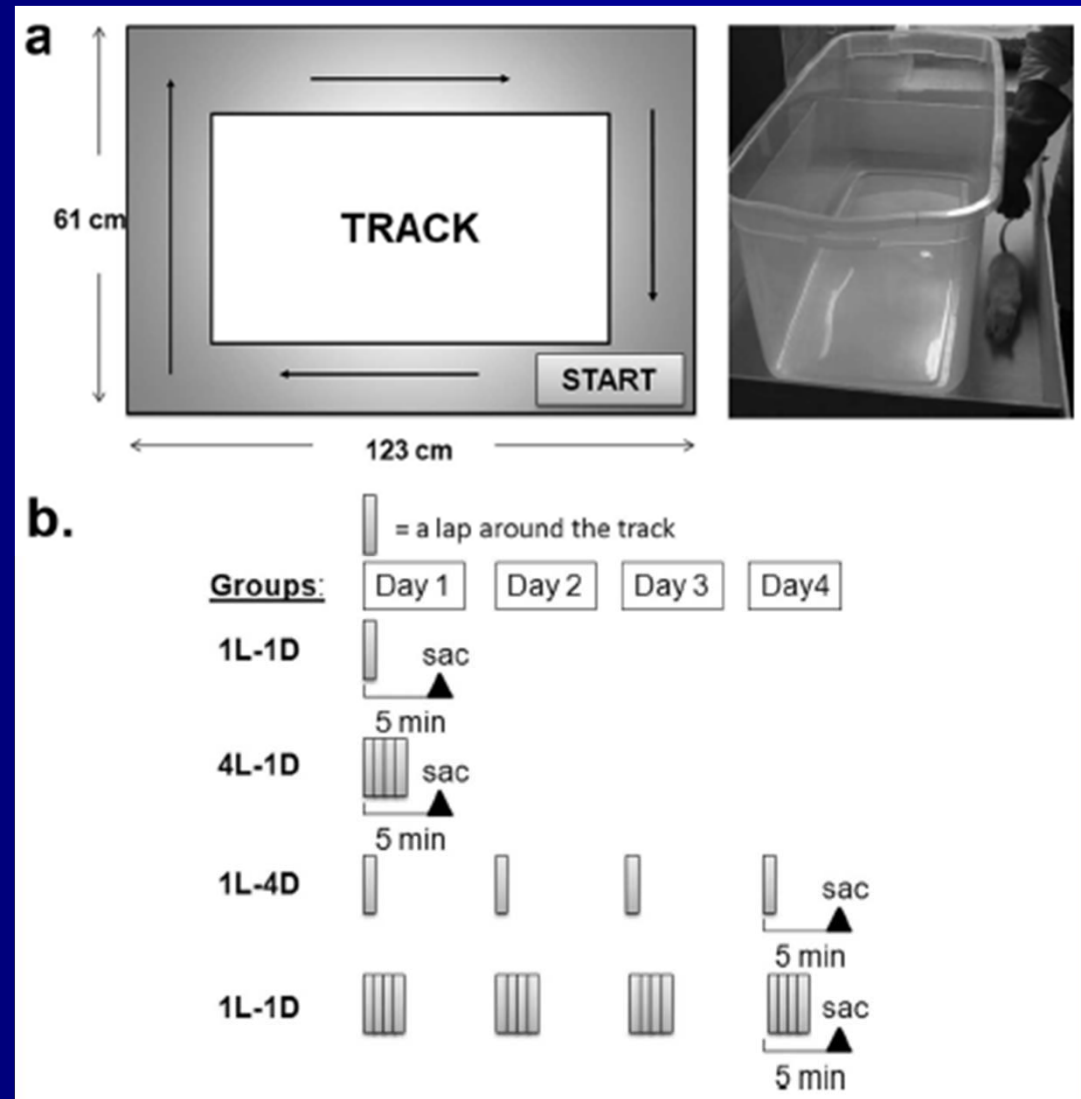 a
61 cm
TRACK
START
123 cm
b.
= a lap around the track
Groups: Day 1 Day 2 Day 3 Day4
1L-1D
sac
5 min
4L-1D
sac
5 min
1L-4D
sac
5 min
1L-1D
sac
5 min